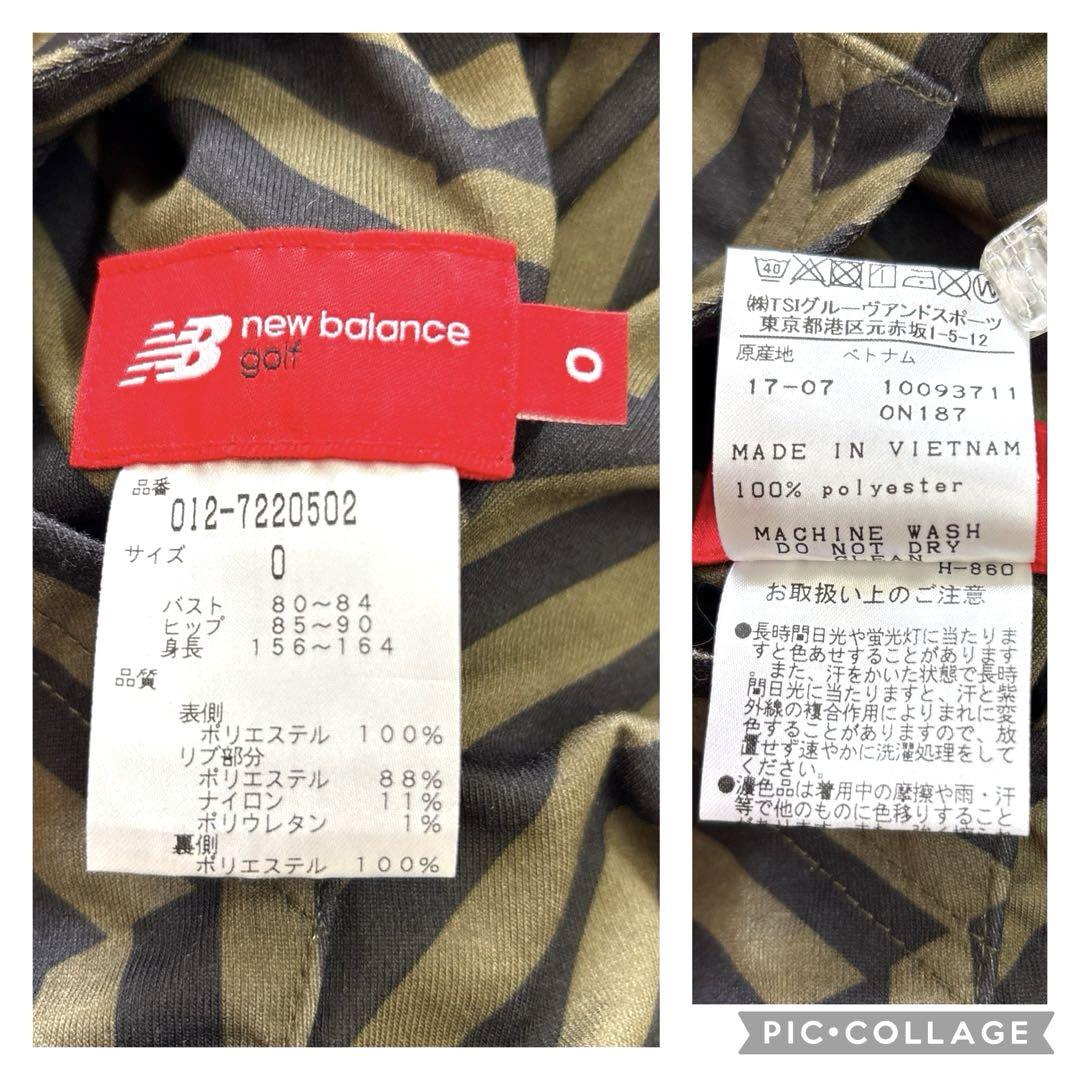 new balance
golf
0
品番
012-7220502
サイズ
0
バスト 80〜84
ヒップ 85〜90
身長 156〜164
品質
表側
ポリエステル 100%
リブ部分
ポリエステル 88%
ナイロン 11%
ポリウレタン 1%
裏側
ポリエステル 100%
40
W
㈱TSIグルーヴアンドスポーツ
東京都港区元赤坂1-5-12
原産地 ベトナム
17-07 10093711
0N187
MADE IN VIETNAM
100% polyester
MACHINE WASH
DO NOT DRY
CLEAN
H-860
お取扱い上のご注意
●長時間日光や蛍光灯に当たりま
すと色あせすることがあります
。また、汗をかいた状態で長時
間日光に当たりますと、汗と紫
外線の複合作用によりまれに変
色することがありますので、放
置せず速やかに洗濯処理をして
ください。
●濃色品は着用中の摩擦や雨・汗
等で他のものに色移りすること
PIC•COLLAGE